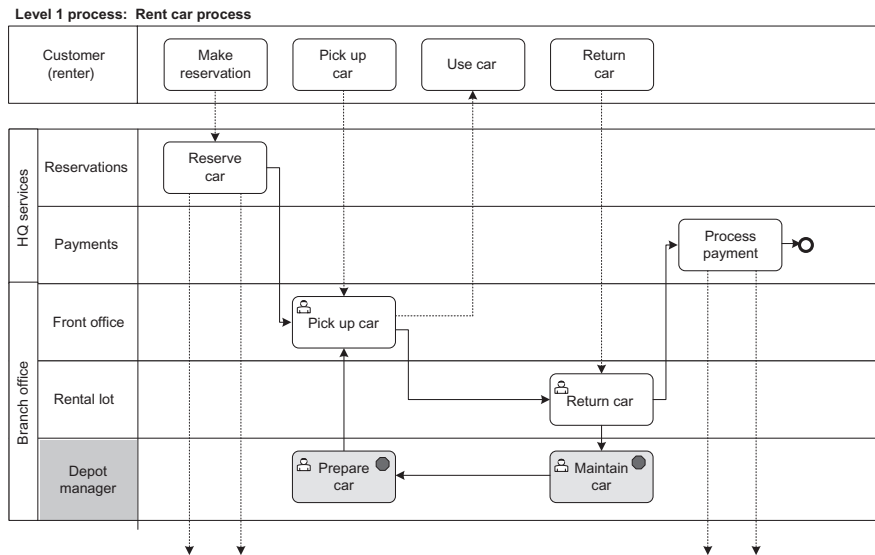 Level 1 process: Rent car process
Customer
(renter)
Make
reservation
Pick up
car
Use car
Return
car
HQ services
Reservations
Reserve
car
Payments
Process
payment
Branch office
Front office
Pick up car
Rental lot
Return car
Depot
manager
Prepare
car
Maintain
car